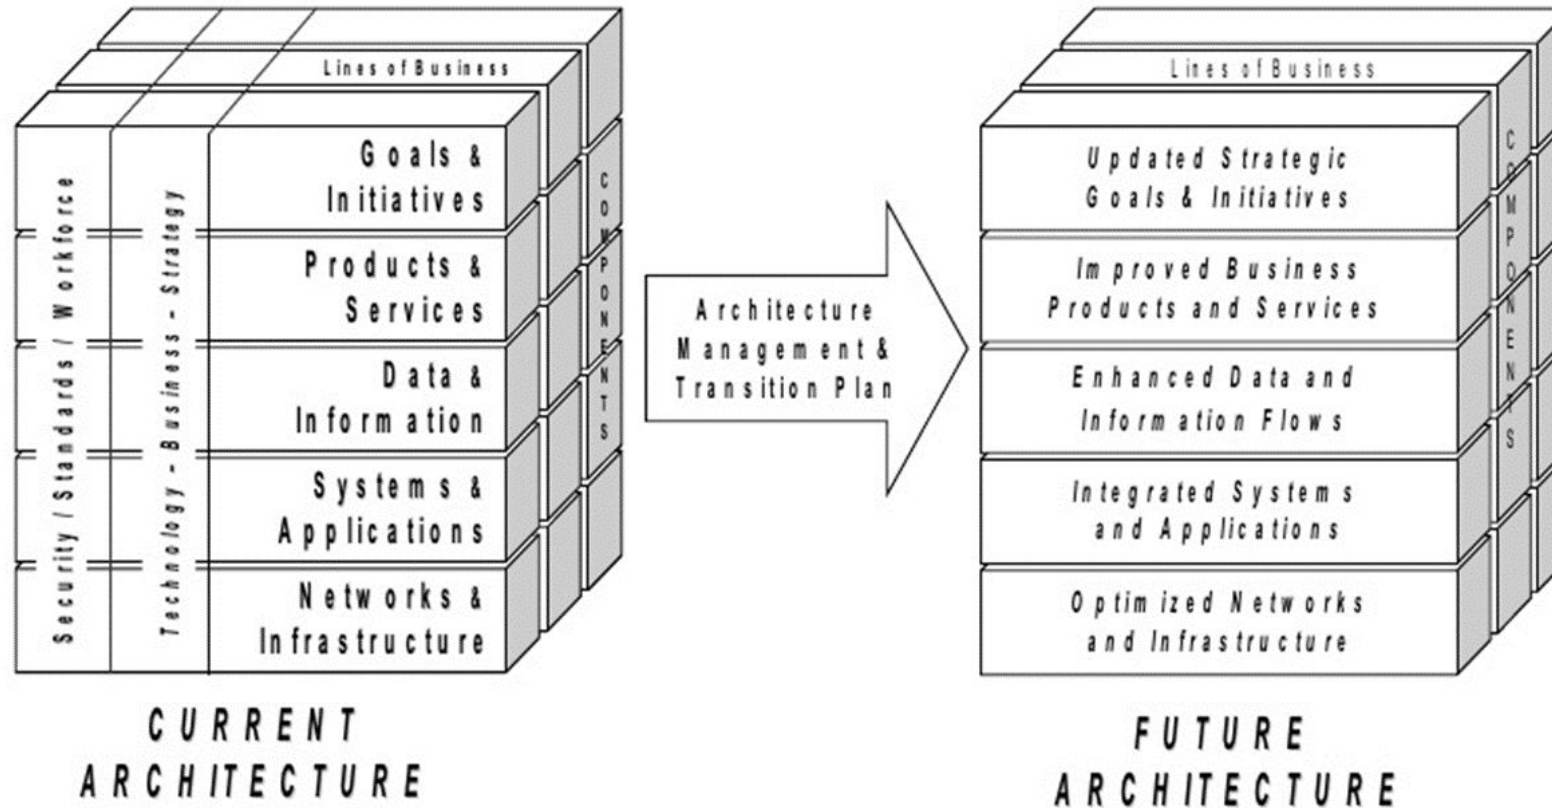 Lines of Business
Security / Standards / Workforce
Technology - Business - Strategy
Goals &
Initiatives
Products &
Services
Data &
Information
Systems &
Applications
Networks &
Infrastructure
COMPONENTS
CURRENT
ARCHITECTURE
Architecture
Management &
Transition Plan
Lines of Business
Updated Strategic
Goals & Initiatives
Improved Business
Products and Services
Enhanced Data and
Information Flows
Integrated Systems
and Applications
Optimized Networks
and Infrastructure
COMPONENTS
FUTURE
ARCHITECTURE